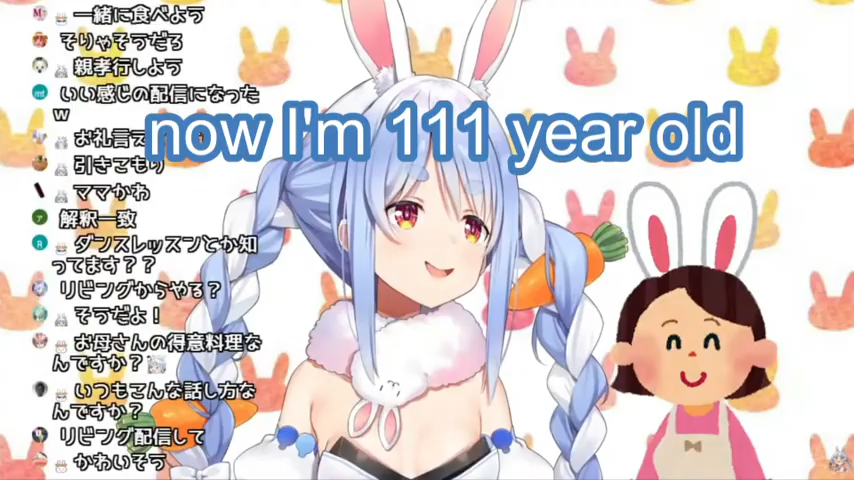 一緒に食べよう
そりゃそうだろ
親孝行しよう
いい感じの配信になった
w
now I'm 111 year old
お礼言え
引きこもり
ママかわ
解釈一致
ダンスレッスンとか知
ってます？？
リビングからやる？
そうだよ！
お母さんの得意料理な
んですか？
いつもこんな話し方な
んですか？
リビング配信して
かわいそう